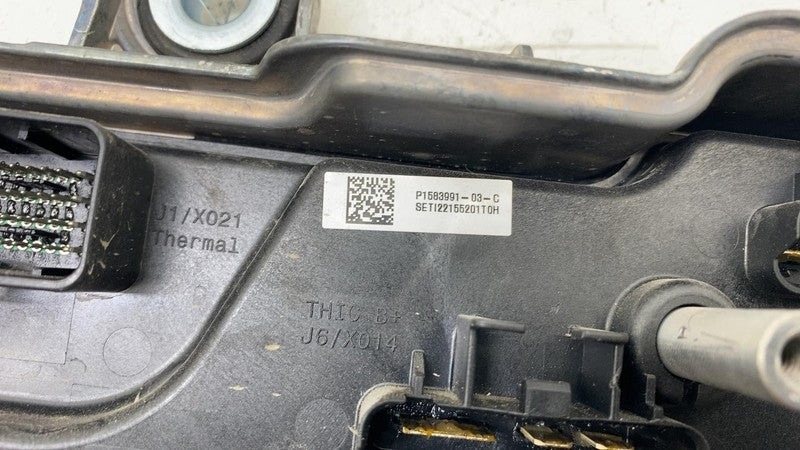 P1583991-03-C
SETI22155201T0H
J1/X021
Thermal
THIC B+
J6/X014